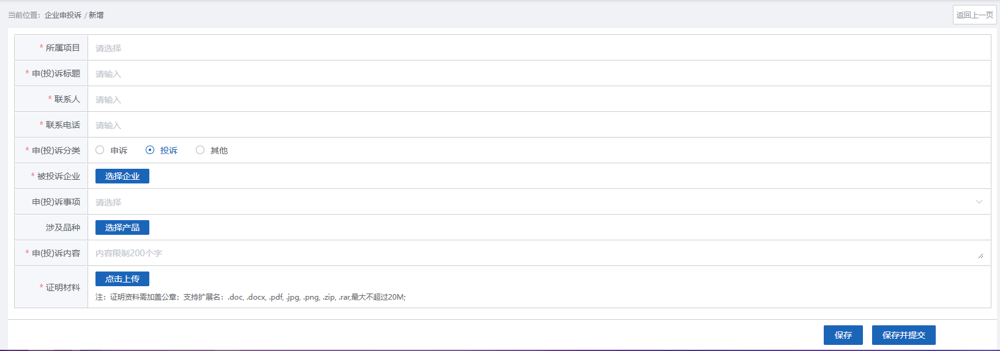 当前位置：企业申投诉 / 新增
返回上一页
* 所属项目 请选择
* 申(投)诉标题 请输入
* 联系人 请输入
* 联系电话 请输入
* 申(投)诉分类 申诉 投诉 其他
* 被投诉企业 选择企业
申(投)诉事项 请选择
涉及品种 选择产品
* 申(投)诉内容 内容限制200个字
* 证明材料 点击上传
注：证明资料需加盖公章；支持扩展名：.doc, .docx, .pdf, .jpg, .png, .zip, .rar,最大不超过20M;
保存 保存并提交